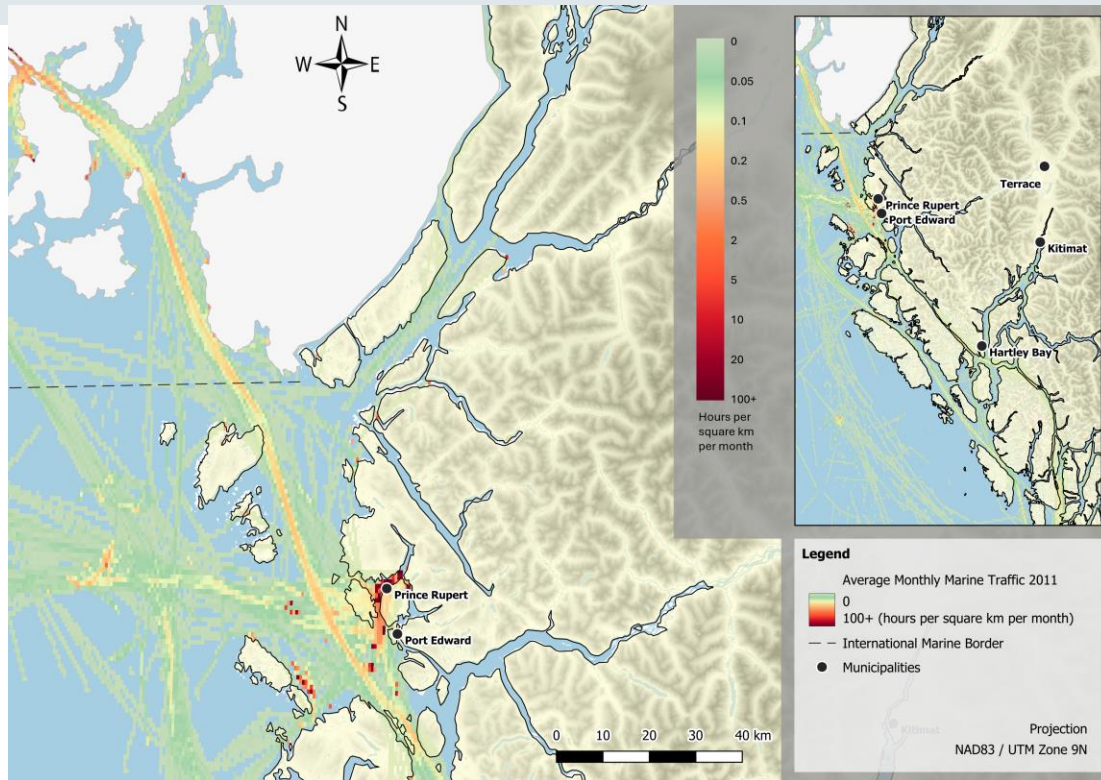 N
W E
S
0
0.05
0.1
0.2
0.5
2
5
10
20
100+
Hours per
square km
per month
Terrace
Prince Rupert
Port Edward
Kitimat
Hartley Bay
Prince Rupert
Port Edward
0 10 20 30 40 km
Legend
Average Monthly Marine Traffic 2011
0
100+ (hours per square km per month)
International Marine Border
Municipalities
Kitimat
Projection
NAD83 / UTM Zone 9N